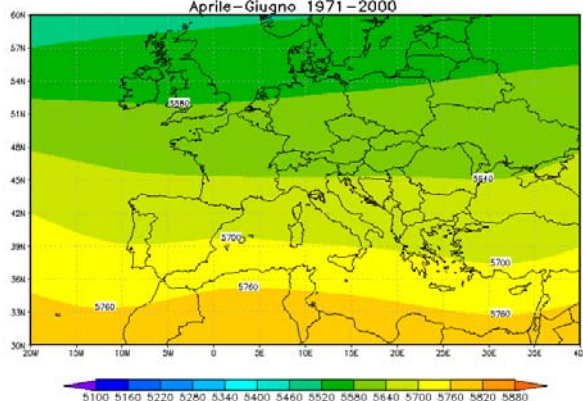 Aprile-Giugno 1971-2000
60N
57N
54N
51N
48N
45N
42N
39N
36N
33N
30N
5580
5640
5700
5700
5760
5760
5760
20W 15W 10W 5W 0 5E 10E 15E 20E 25E 30E 35E 40E
5100 5160 5220 5280 5340 5400 5460 5520 5580 5640 5700 5760 5820 5880